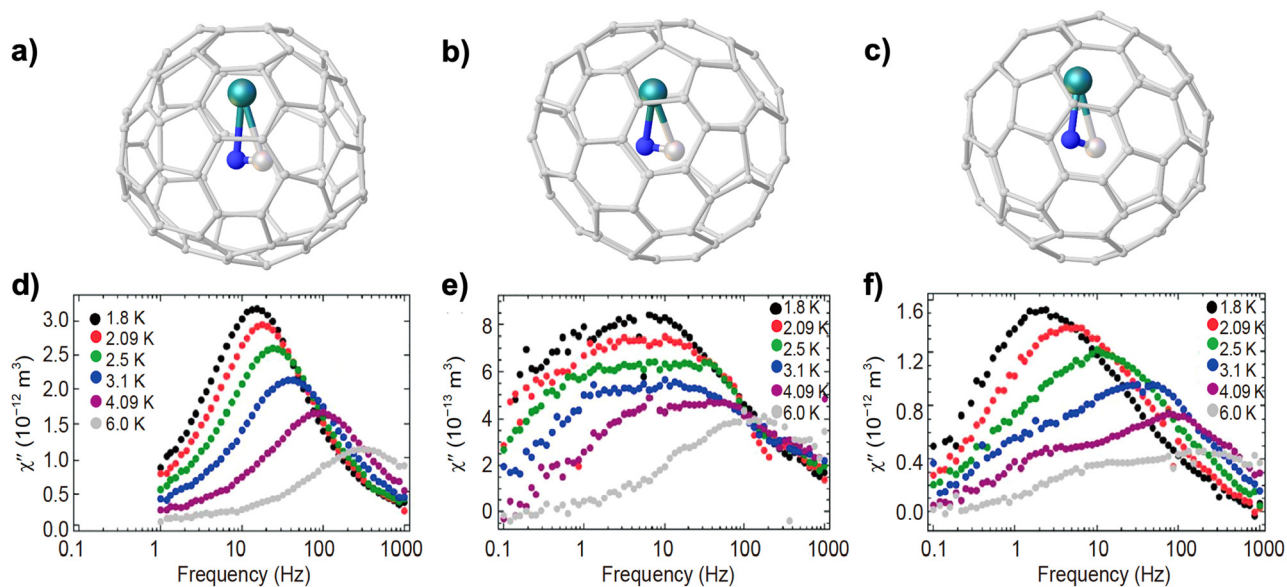 a)
b)
c)
d)
3.0
2.5
2.0
1.5
1.0
0.5
0.0
χ″ (10⁻¹² m³)
1.8 K
2.09 K
2.5 K
3.1 K
4.09 K
6.0 K
0.1 1 10 100 1000
Frequency (Hz)
e)
8
6
4
2
0
χ″ (10⁻¹³ m³)
1.8 K
2.09 K
2.5 K
3.1 K
4.09 K
6.0 K
0.1 1 10 100 1000
Frequency (Hz)
f)
1.6
1.2
0.8
0.4
0.0
χ″ (10⁻¹² m³)
1.8 K
2.09 K
2.5 K
3.1 K
4.09 K
6.0 K
0.1 1 10 100 1000
Frequency (Hz)